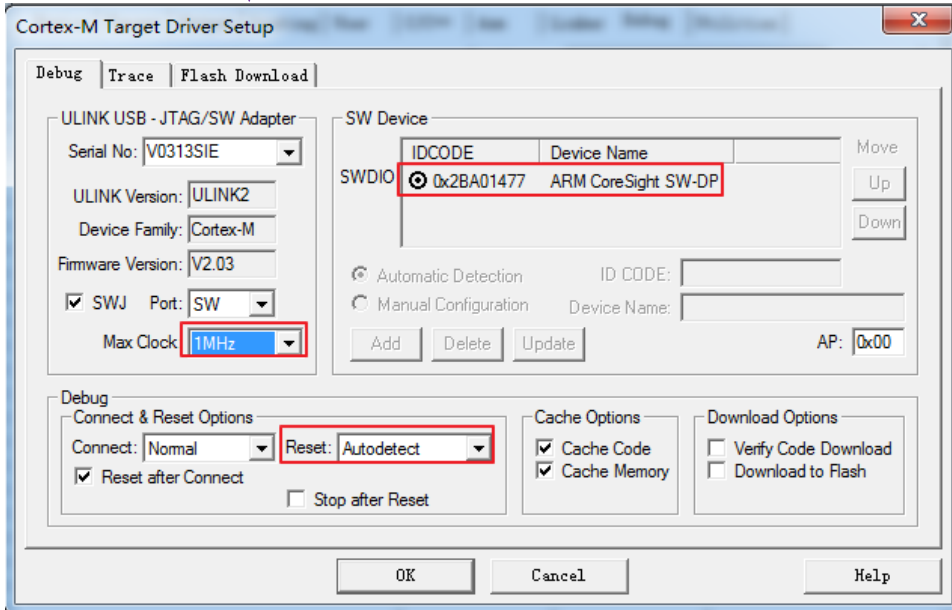 Cortex-M Target Driver Setup
Debug
Trace
Flash Download
ULINK USB - JTAG/SW Adapter
Serial No: V0313SIE
ULINK Version: ULINK2
Device Family: Cortex-M
Firmware Version: V2.03
SWJ Port: SW
Max Clock: 1MHz
SW Device
IDCODE Device Name Move
SWDIO 0x2BA01477 ARM CoreSight SW-DP Up
Down
Automatic Detection ID CODE:
Manual Configuration Device Name:
Add Delete Update AP: 0x00
Debug
Connect & Reset Options
Connect: Normal Reset: Autodetect
Reset after Connect
Stop after Reset
Cache Options
Cache Code
Cache Memory
Download Options
Verify Code Download
Download to Flash
OK Cancel Help